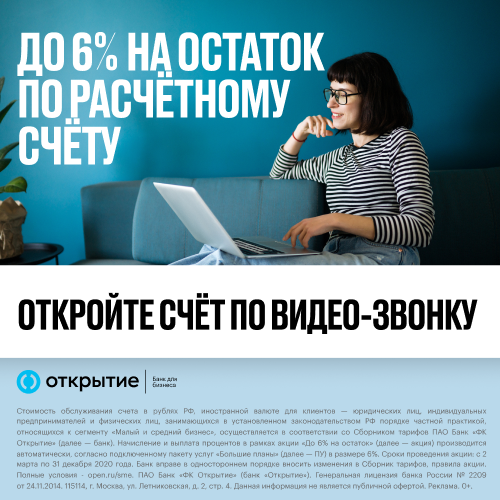 ДО 6% НА ОСТАТОК
ПО РАСЧЁТНОМУ
СЧЁТУ
ОТКРОЙТЕ СЧЁТ ПО ВИДЕО-ЗВОНКУ
открытие
Банк для
бизнеса
Стоимость обслуживания счета в рублях РФ, иностранной валюте для клиентов — юридических лиц, индивидуальных
предпринимателей и физических лиц, занимающихся в установленном законодательством РФ порядке частной практикой,
относящихся к сегменту «Малый и средний бизнес», осуществляется в соответствии со Сборником тарифов ПАО Банк «ФК
Открытие» (далее — Банк). Начисление и выплата процентов в рамках акции «До 6% на остаток» (далее — акция) производится
автоматически, согласно подключенному пакету услуг «Большие планы» (далее — ПУ) в размере 6%. Сроки проведения акции: с 2
марта по 31 декабря 2020 года. Банк вправе в одностороннем порядке вносить изменения в Сборник тарифов, правила акции.
Полные условия - open.ru/sme. ПАО Банк «ФК Открытие» (банк «Открытие»). Генеральная лицензия банка России № 2209
от 24.11.2014. 115114, г. Москва, ул. Летниковская, д. 2, стр. 4. Данная информация не является публичной офертой. Реклама. 0+.